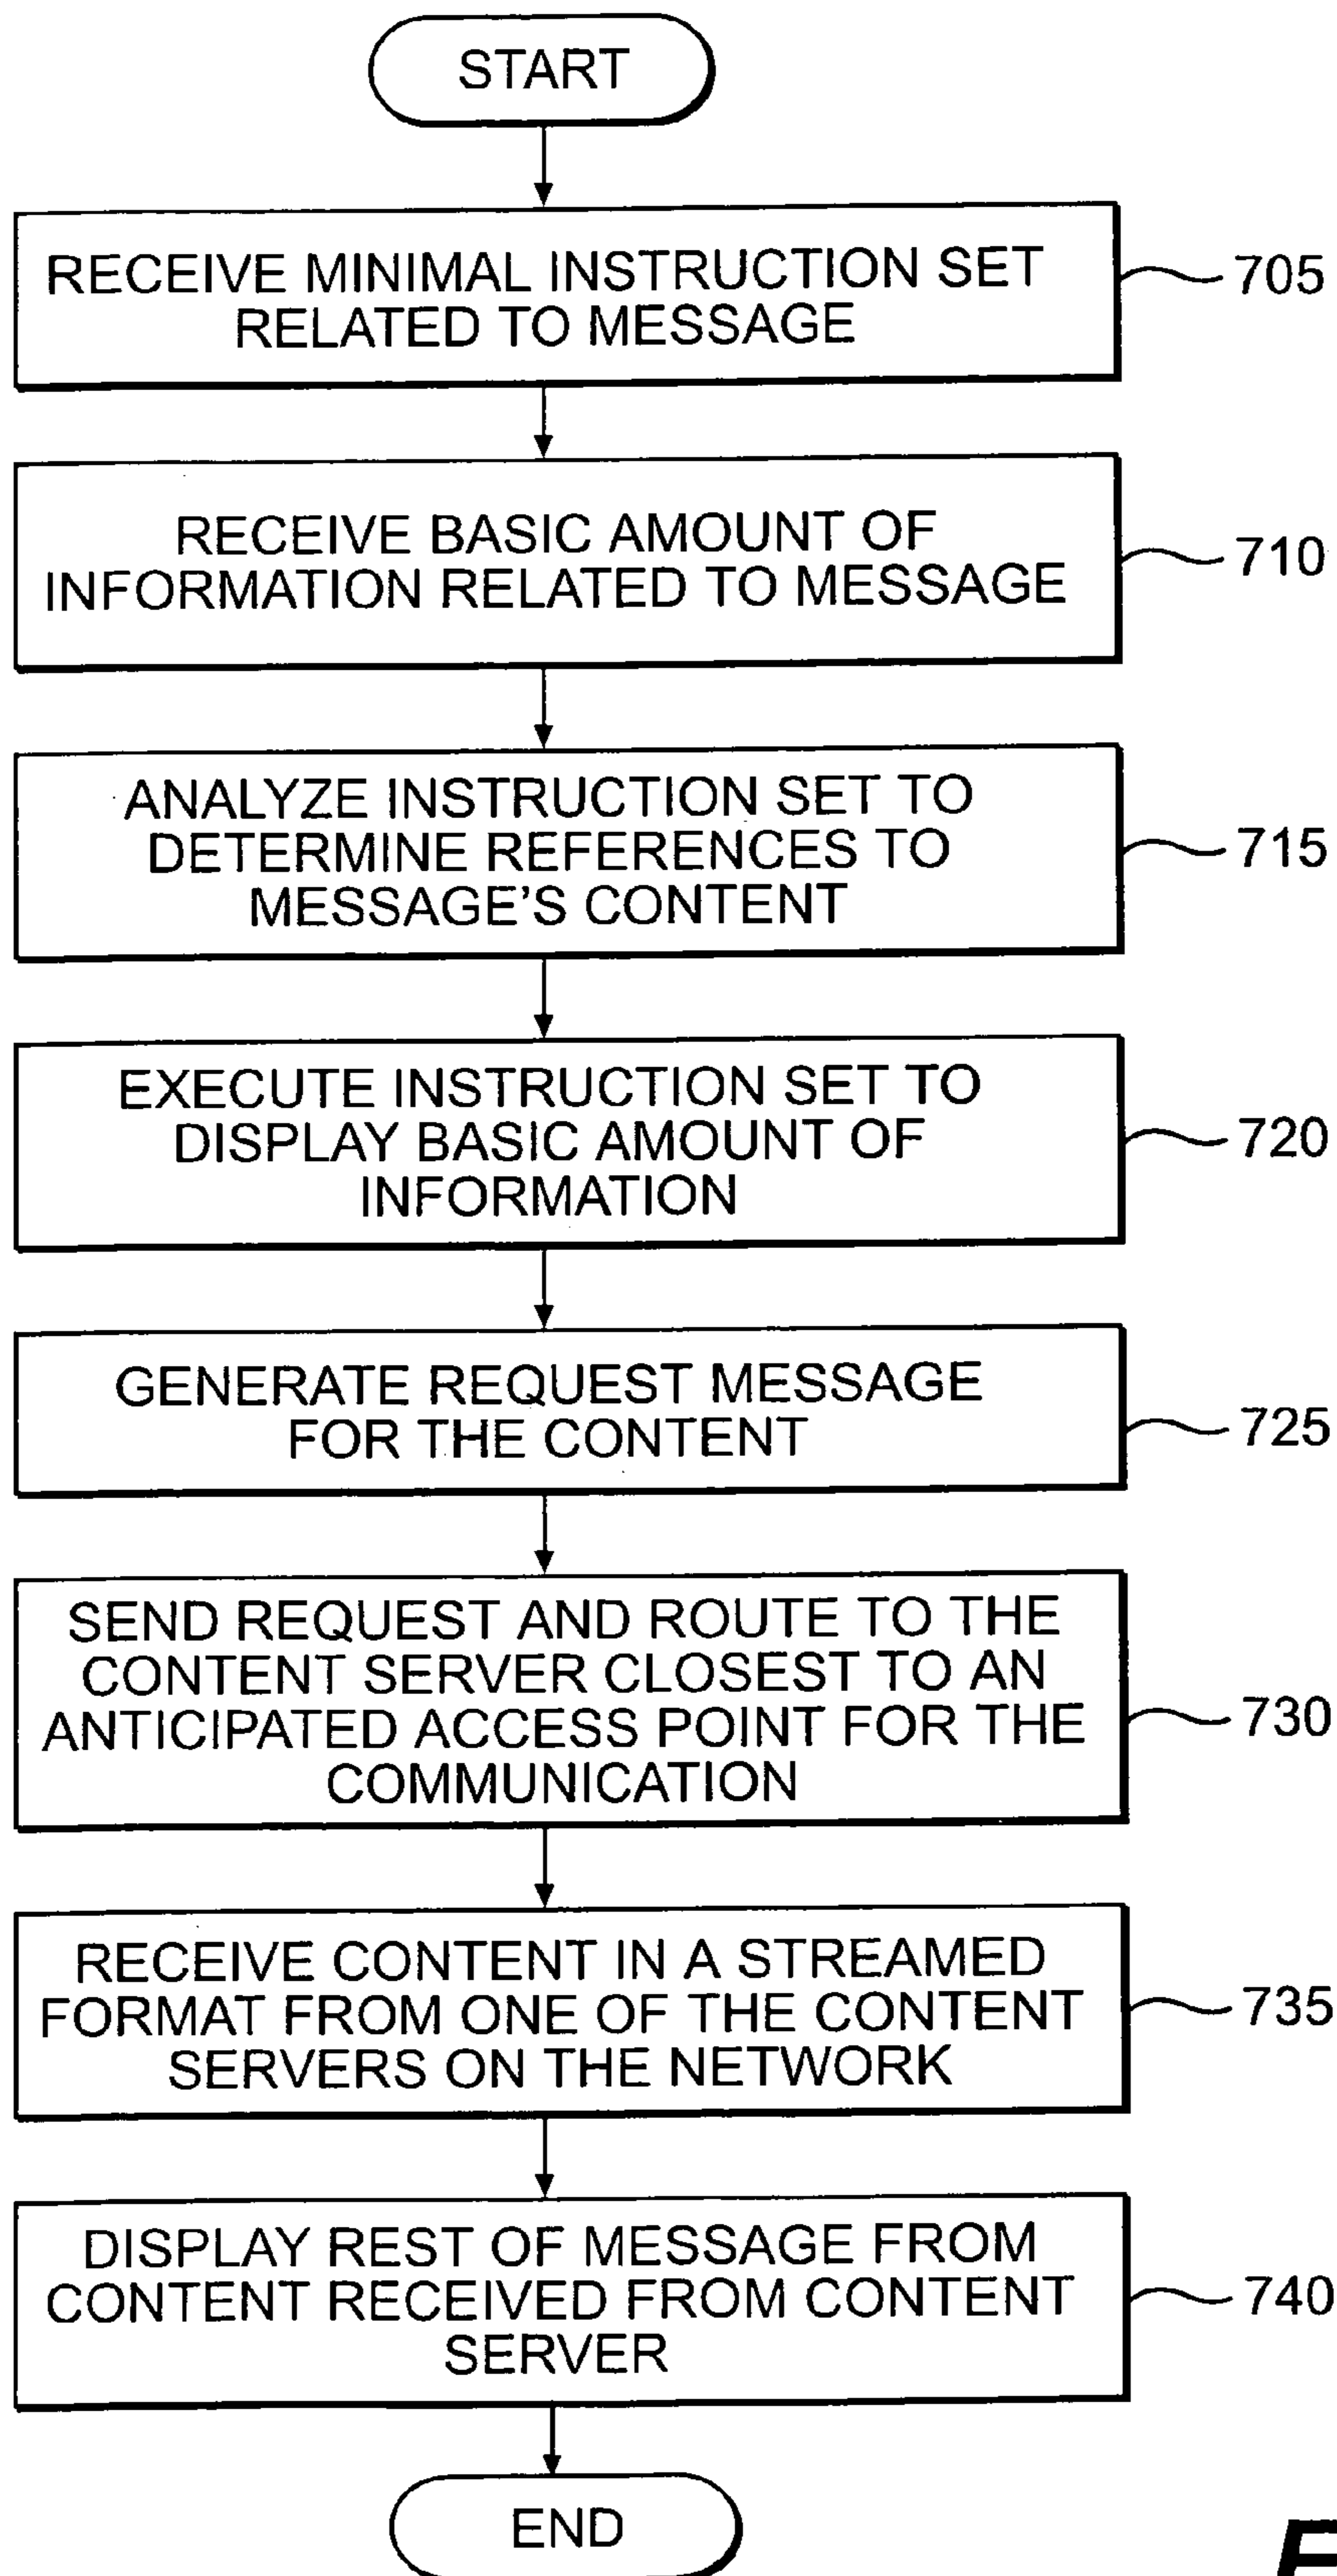 START
RECEIVE MINIMAL INSTRUCTION SET
RELATED TO MESSAGE
705
RECEIVE BASIC AMOUNT OF
INFORMATION RELATED TO MESSAGE
710
ANALYZE INSTRUCTION SET TO
DETERMINE REFERENCES TO
MESSAGE'S CONTENT
715
EXECUTE INSTRUCTION SET TO
DISPLAY BASIC AMOUNT OF
INFORMATION
720
GENERATE REQUEST MESSAGE
FOR THE CONTENT
725
SEND REQUEST AND ROUTE TO THE
CONTENT SERVER CLOSEST TO AN
ANTICIPATED ACCESS POINT FOR THE
COMMUNICATION
730
RECEIVE CONTENT IN A STREAMED
FORMAT FROM ONE OF THE CONTENT
SERVERS ON THE NETWORK
735
DISPLAY REST OF MESSAGE FROM
CONTENT RECEIVED FROM CONTENT
SERVER
740
END